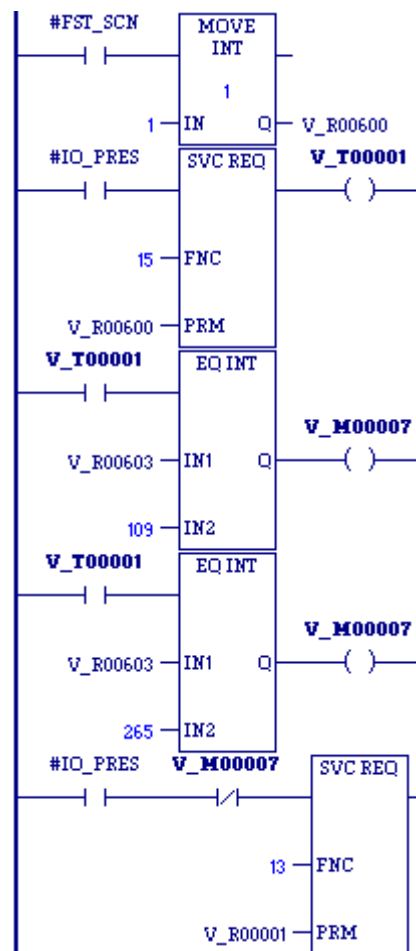 #FST_SCN
MOVE
INT
1
1 IN Q V_R00600
#IO_PRES SVC REQ V_T00001
15 FNC
V_R00600 PRM
V_T00001 EQ INT
V_M00007
V_R00603 IN1 Q
109 IN2
V_T00001 EQ INT
V_M00007
V_R00603 IN1 Q
265 IN2
#IO_PRES V_M00007 SVC REQ
13 FNC
V_R00001 PRM